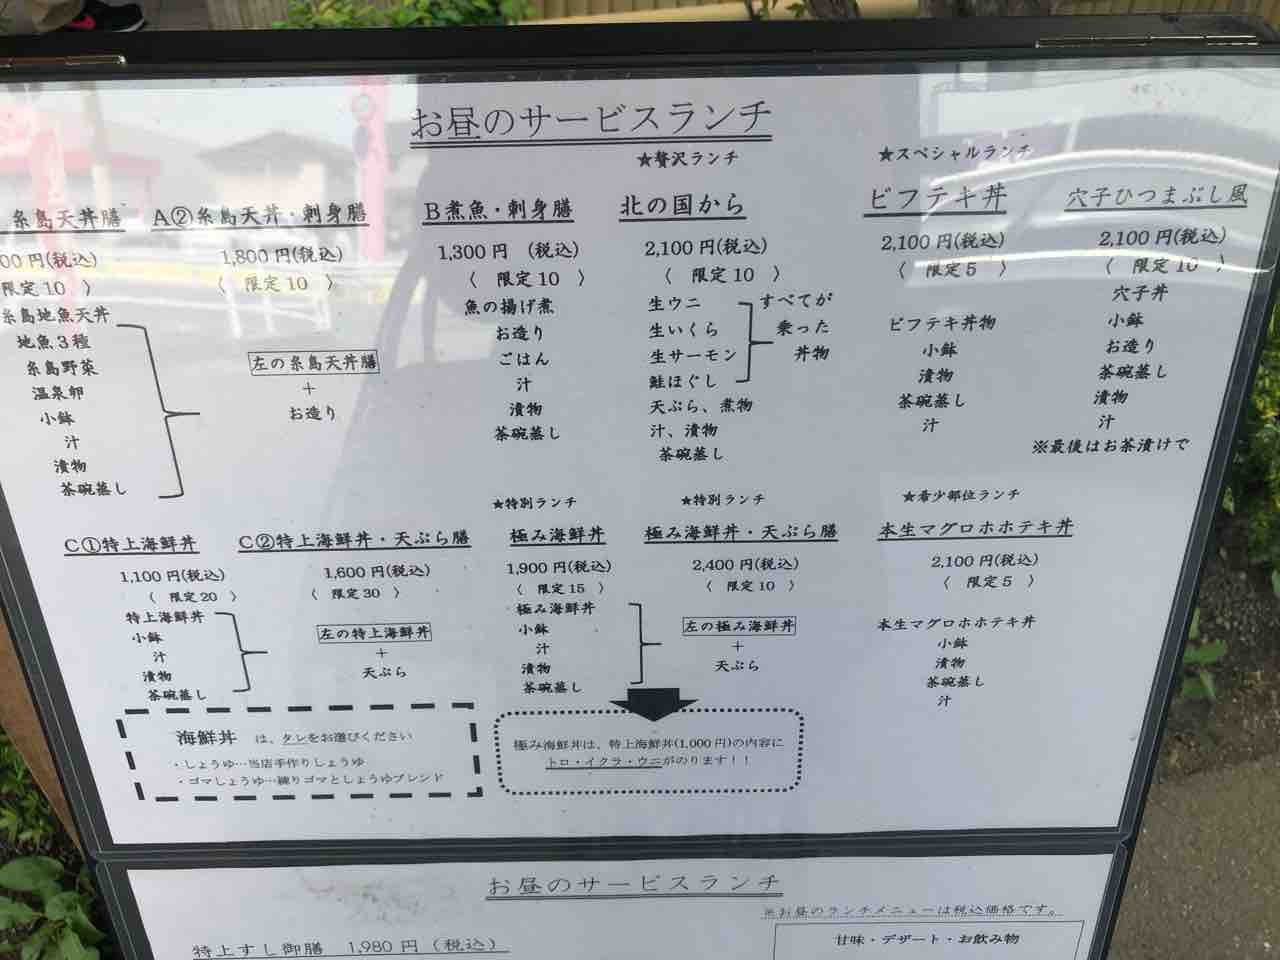 お昼のサービスランチ
糸島天丼膳
00円(税込)
限定10 〉
糸島地魚天丼
地魚3種
糸島野菜
温泉卵
小鉢
汁
漬物
茶碗蒸し
A②糸島天丼・刺身膳
1,800円(税込)
〈 限定10 〉
左の糸島天丼膳
+
お造り
B煮魚・刺身膳
1,300円 (税込)
〈 限定10 〉
魚の揚げ煮
お造り
ごはん
汁
漬物
茶碗蒸し
★贅沢ランチ
北の国から
2,100円(税込)
〈 限定10 〉
生ウニ
生いくら
生サーモン
鮭ほぐし
すべてが
乗った
丼物
天ぷら、煮物
汁、漬物
茶碗蒸し
★スペシャルランチ
ビフテキ丼
2,100円(税込)
〈 限定5 〉
ビフテキ丼物
小鉢
漬物
茶碗蒸し
汁
穴子ひつまぶし風
2,100円(税込)
〈 限定10 〉
穴子丼
小鉢
お造り
茶碗蒸し
漬物
汁
※最後はお茶漬けで
C①特上海鮮丼
1,100円(税込)
〈 限定20 〉
特上海鮮丼
小鉢
汁
漬物
茶碗蒸し
C②特上海鮮丼・天ぷら膳
1,600円(税込)
〈 限定30 〉
左の特上海鮮丼
+
天ぷら
★特別ランチ
極み海鮮丼
1,900円(税込)
〈 限定15 〉
極み海鮮丼
小鉢
汁
漬物
茶碗蒸し
★特別ランチ
極み海鮮丼・天ぷら膳
2,400円(税込)
〈 限定10 〉
左の極み海鮮丼
+
天ぷら
★希少部位ランチ
本生マグロホホテキ丼
2,100円(税込)
〈 限定5 〉
本生マグロホホテキ丼
小鉢
漬物
茶碗蒸し
汁
海鮮丼 は、タレをお選びください
・しょうゆ…当店手作りしょうゆ
・ゴマしょうゆ…練りゴマとしょうゆブレンド
極み海鮮丼は、特上海鮮丼(1,000円)の内容に
トロ・イクラ・ウニがのります！！
お昼のサービスランチ
※お昼のランチメニューは税込価格です。
特上すし御膳 1,980円（税込）
甘味・デザート・お飲み物